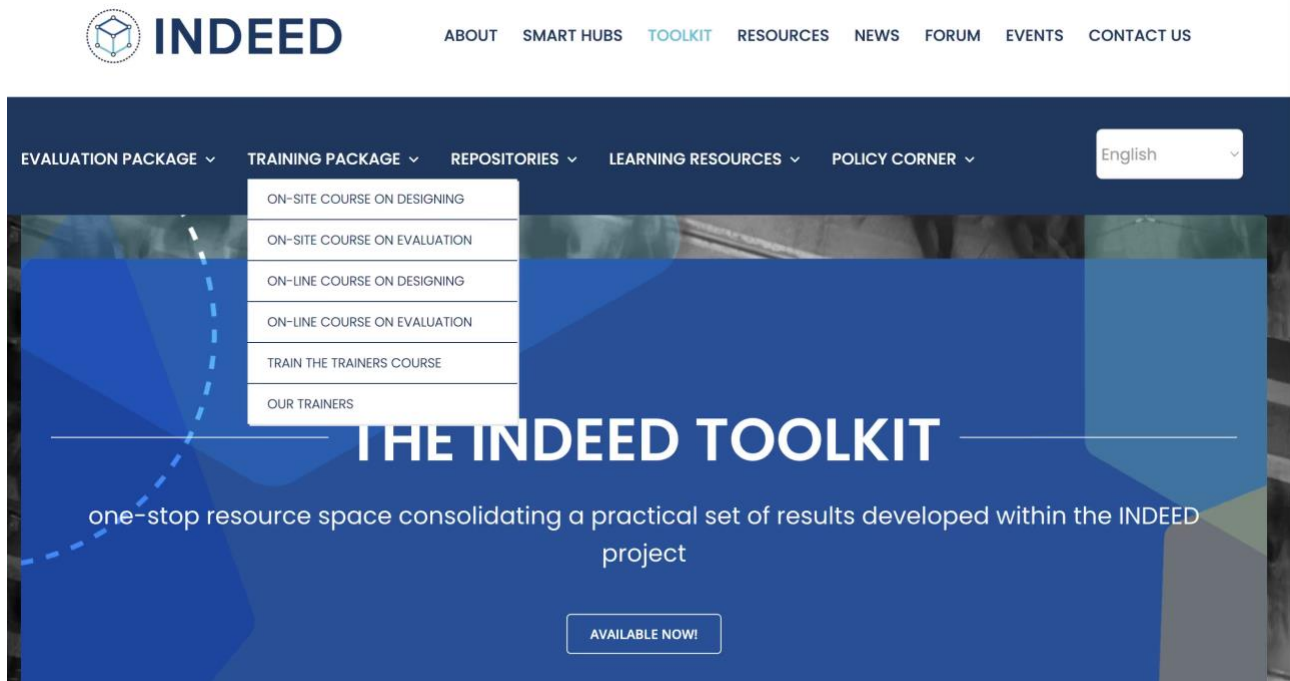 INDEED
ABOUT SMART HUBS TOOLKIT RESOURCES NEWS FORUM EVENTS CONTACT US
EVALUATION PACKAGE TRAINING PACKAGE REPOSITORIES LEARNING RESOURCES POLICY CORNER English
ON-SITE COURSE ON DESIGNING
ON-SITE COURSE ON EVALUATION
ON-LINE COURSE ON DESIGNING
ON-LINE COURSE ON EVALUATION
TRAIN THE TRAINERS COURSE
OUR TRAINERS
THE INDEED TOOLKIT
one-stop resource space consolidating a practical set of results developed within the INDEED
project
AVAILABLE NOW!